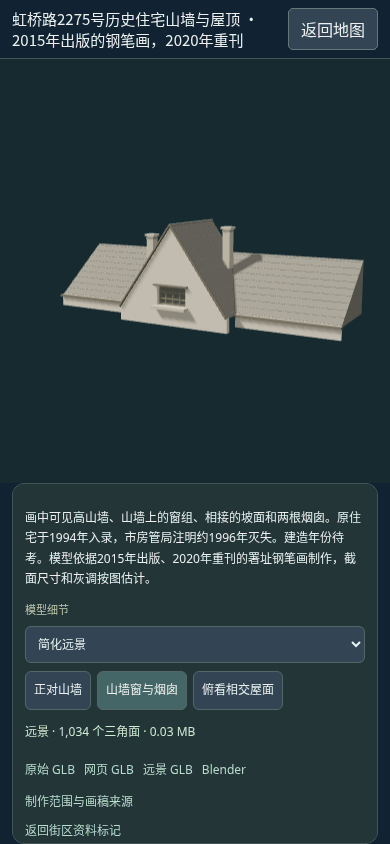 虹桥路2275号历史住宅山墙与屋顶 •
2015年出版的钢笔画，2020年重刊
返回地图
画中可见高山墙、山墙上的窗组、相接的坡面和两根烟囱。原住
宅于1994年入录，市房管局注明约1996年灭失。建造年份待
考。模型依据2015年出版、2020年重刊的署址钢笔画制作，截
面尺寸和灰调按图估计。
模型细节
简化远景
正对山墙
山墙窗与烟囱
俯看相交屋面
远景 · 1,034 个三角面 · 0.03 MB
原始 GLB 网页 GLB 远景 GLB Blender
制作范围与画稿来源
返回街区资料标记